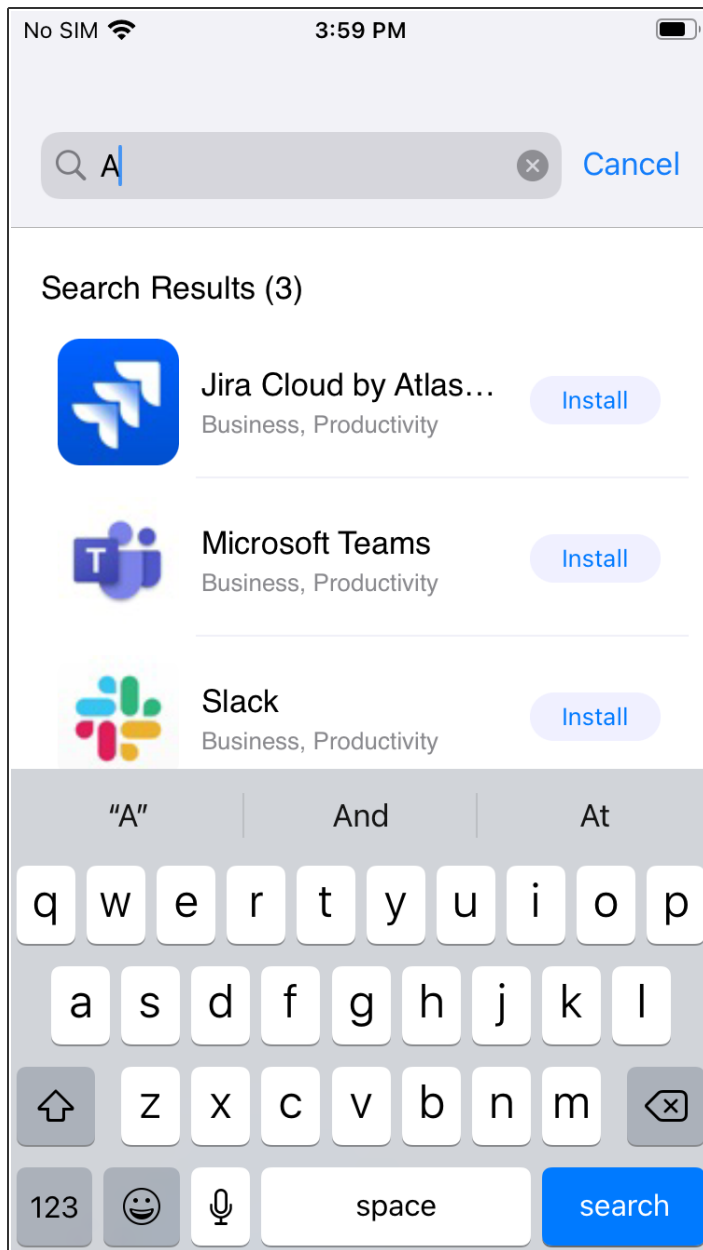 No SIM 3:59 PM
A Cancel
Search Results (3)
Jira Cloud by Atlas...
Business, Productivity
Install
T
Microsoft Teams
Business, Productivity
Install
Slack
Business, Productivity
Install
“A” And At
q w e r t y u i o p
a s d f g h j k l
z x c v b n m
123 space search